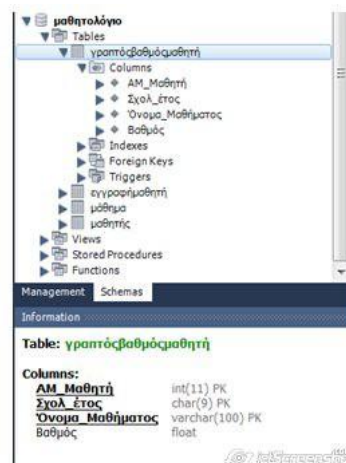 μαθητολόγιο
Tables
γραπτόςβαθμόςμαθητή
Columns
ΑΜ_Μαθητή
Σχολ_έτος
Όνομα_Μαθήματος
Βαθμός
Indexes
Foreign Keys
Triggers
εγγραφήμαθητή
μάθημα
μαθητής
Views
Stored Procedures
Functions
Management Schemas
Information
Table: γραπτόςβαθμόςμαθητή
Columns:
ΑΜ_Μαθητή int(11) PK
Σχολ_έτος char(9) PK
Όνομα_Μαθήματος varchar(100) PK
Βαθμός float